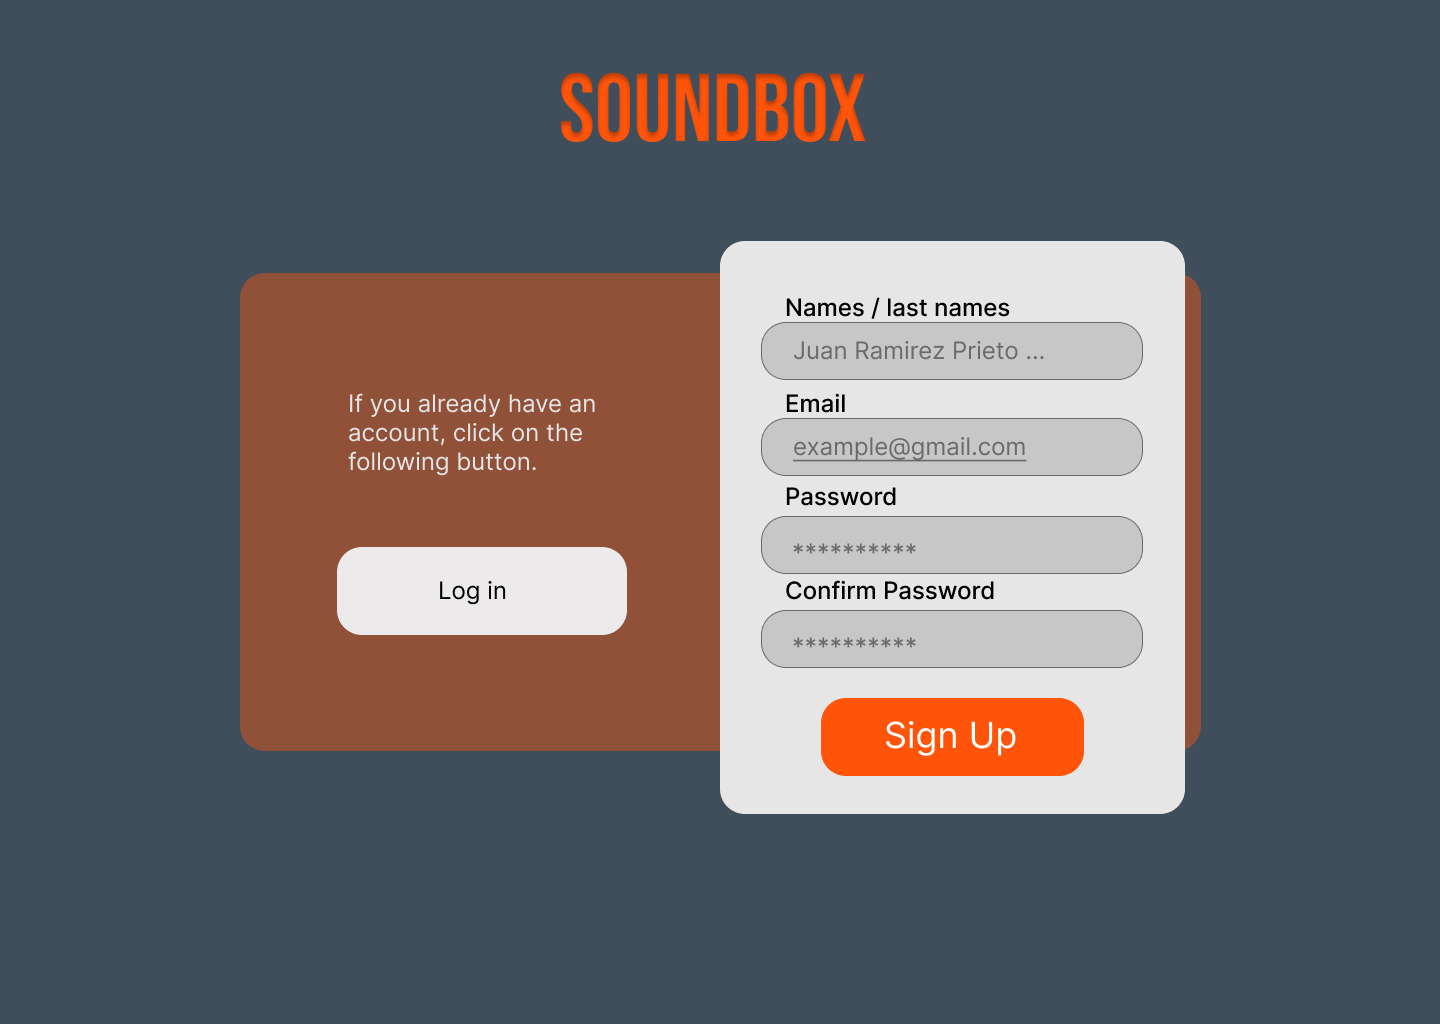 SOUNDBOX
If you already have an
account, click on the
following button.
Log in
Names / last names
Juan Ramirez Prieto ...
Email
example@gmail.com
Password
**********
Confirm Password
**********
Sign Up